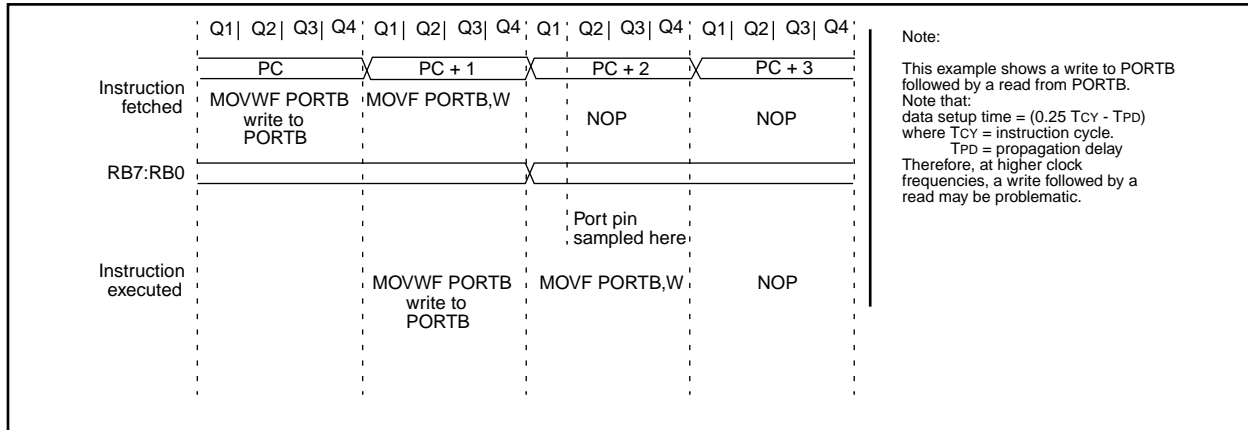 Q1| Q2| Q3| Q4 Q1| Q2| Q3| Q4 Q1 Q2| Q3| Q4 Q1| Q2| Q3| Q4
PC PC + 1 PC + 2 PC + 3
Instruction
fetched
MOVWF PORTB
write to
PORTB
MOVF PORTB,W
NOP
NOP
RB7:RB0
Port pin
sampled here
Instruction
executed
MOVWF PORTB
write to
PORTB
MOVF PORTB,W
NOP
Note:
This example shows a write to PORTB
followed by a read from PORTB.
Note that:
data setup time = (0.25 TCY - TPD)
where TCY = instruction cycle.
TPD = propagation delay
Therefore, at higher clock
frequencies, a write followed by a
read may be problematic.